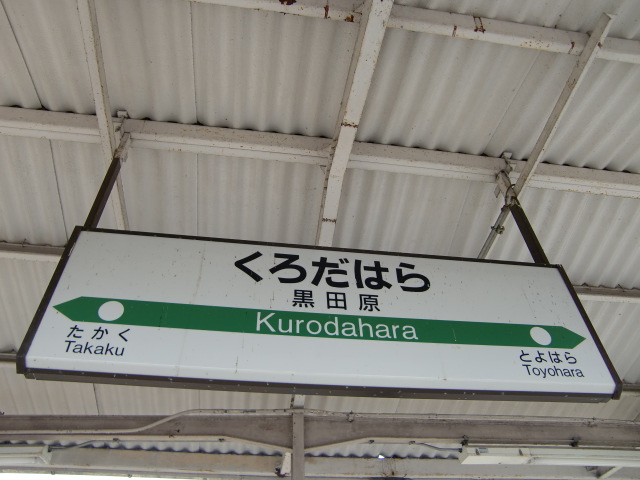 くろだはら
黒田原
Kurodahara
たかく
Takaku
とよはら
Toyohara